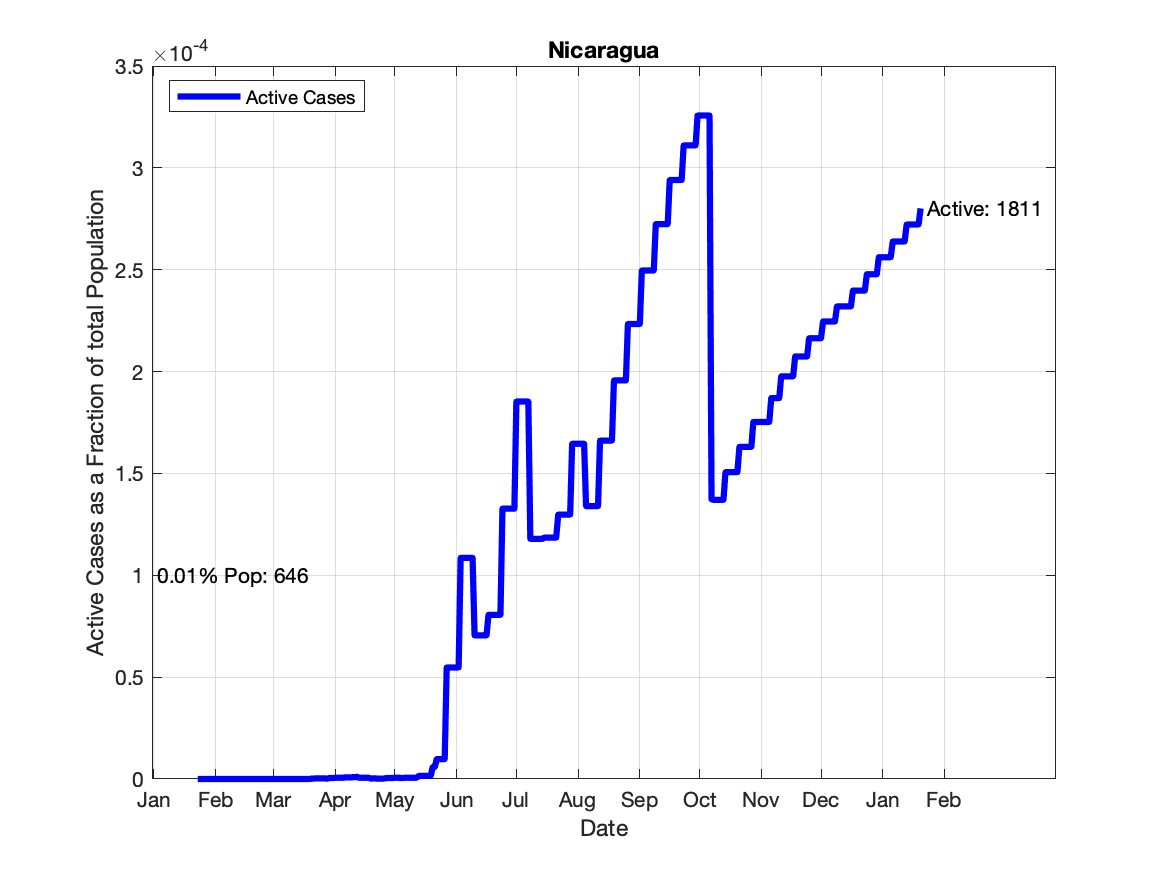 Nicaragua
×10-4
3.5
3
2.5
2
1.5
1
0.5
0
Active Cases as a Fraction of total Population
Active Cases
Active: 1811
0.01% Pop: 646
Jan Feb Mar Apr May Jun Jul Aug Sep Oct Nov Dec Jan Feb
Date